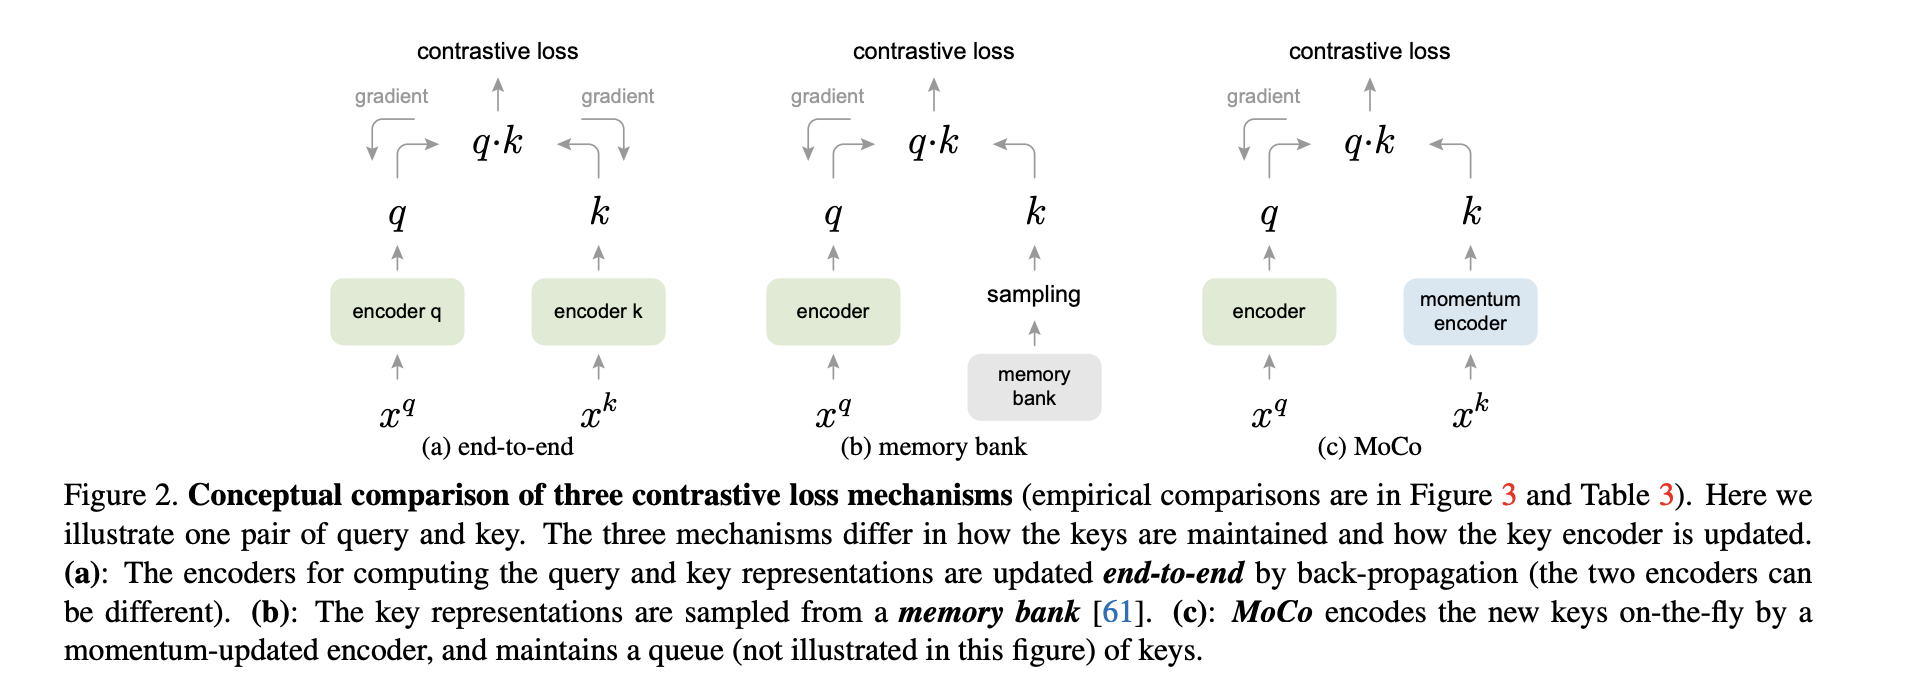 contrastive loss contrastive loss contrastive loss
gradient gradient gradient gradient
q·k q·k q·k
q k q k q k
sampling
encoder q encoder k encoder encoder momentum encoder
memory bank
x^q x^k x^q x^q x^k
(a) end-to-end (b) memory bank (c) MoCo
Figure 2. Conceptual comparison of three contrastive loss mechanisms (empirical comparisons are in Figure 3 and Table 3). Here we
illustrate one pair of query and key. The three mechanisms differ in how the keys are maintained and how the key encoder is updated.
(a): The encoders for computing the query and key representations are updated end-to-end by back-propagation (the two encoders can
be different). (b): The key representations are sampled from a memory bank [61]. (c): MoCo encodes the new keys on-the-fly by a
momentum-updated encoder, and maintains a queue (not illustrated in this figure) of keys.